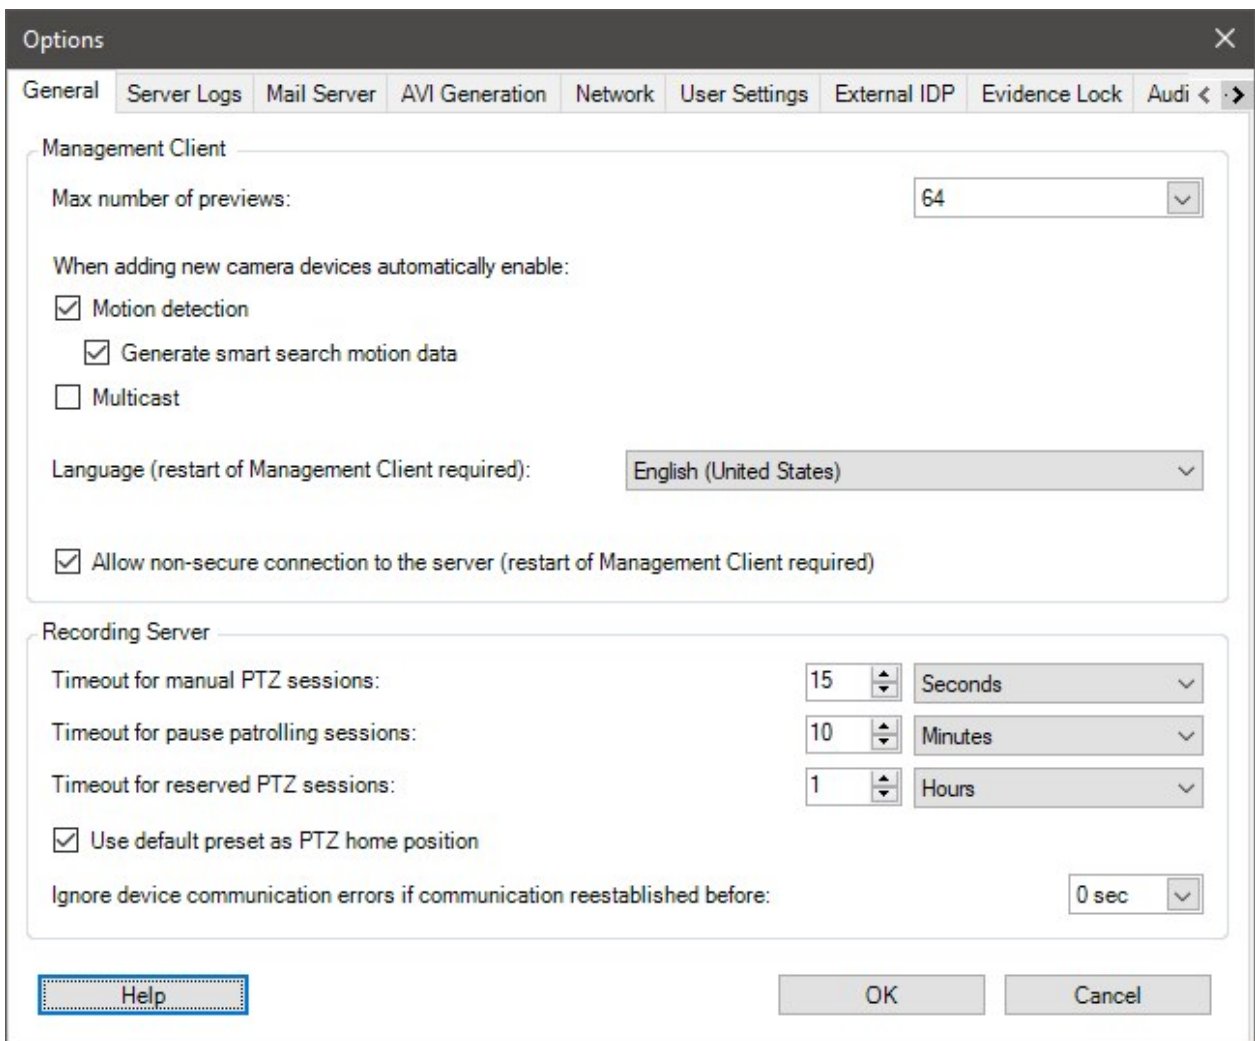 Options
General Server Logs Mail Server AVI Generation Network User Settings External IDP Evidence Lock Audi
Management Client
Max number of previews: 64
When adding new camera devices automatically enable:
Motion detection
Generate smart search motion data
Multicast
Language (restart of Management Client required): English (United States)
Allow non-secure connection to the server (restart of Management Client required)
Recording Server
Timeout for manual PTZ sessions: 15 Seconds
Timeout for pause patrolling sessions: 10 Minutes
Timeout for reserved PTZ sessions: 1 Hours
Use default preset as PTZ home position
Ignore device communication errors if communication reestablished before: 0 sec
Help OK Cancel